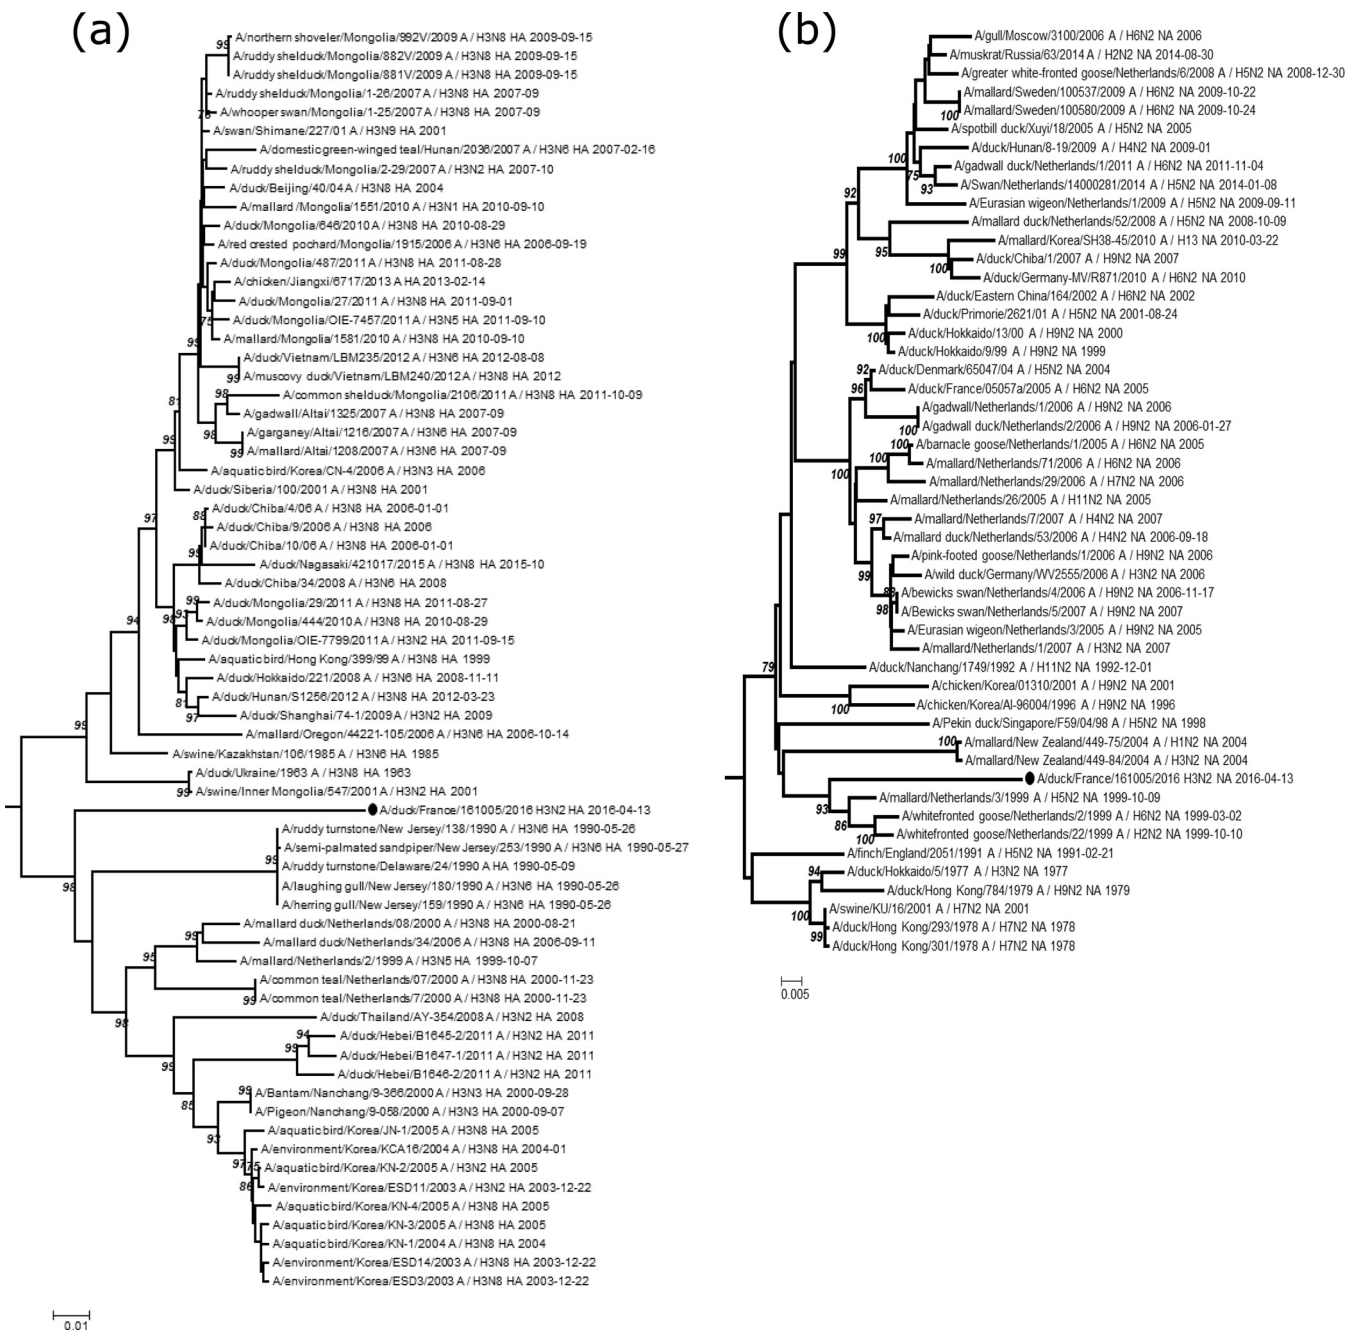 (a)
A/northern shoveler/Mongolia/992V/2009 A / H3N8 HA 2009-09-15
99
A/ruddy shelduck/Mongolia/882V/2009 A / H3N8 HA 2009-09-15
A/ruddy shelduck/Mongolia/881V/2009 A / H3N8 HA 2009-09-15
A/ruddy shelduck/Mongolia/1-26/2007 A / H3N8 HA 2007-09
A/whooper swan/Mongolia/1-25/2007 A / H3N8 HA 2007-09
A/swan/Shimane/227/01 A / H3N9 HA 2001
A/domestic green-winged teal/Hunan/2036/2007 A / H3N6 HA 2007-02-16
A/ruddy shelduck/Mongolia/2-29/2007 A / H3N2 HA 2007-10
A/duck/Beijing/40/04 A / H3N8 HA 2004
A/mallard /Mongolia/1551/2010 A / H3N1 HA 2010-09-10
A/duck/Mongolia/646/2010 A / H3N8 HA 2010-08-29
A/red crested pochard/Mongolia/1915/2006 A / H3N6 HA 2006-09-19
A/duck/Mongolia/487/2011 A / H3N8 HA 2011-08-28
A/chicken/Jiangxi/6717/2013 A HA 2013-02-14
A/duck/Mongolia/27/2011 A / H3N8 HA 2011-09-01
75
A/duck/Mongolia/OIE-7457/2011 A / H3N5 HA 2011-09-10
A/mallard/Mongolia/1581/2010 A / H3N8 HA 2010-09-10
99
A/duck/Vietnam/LBM235/2012 A / H3N6 HA 2012-08-08
99
A/muscovy duck/Vietnam/LBM240/2012 A / H3N8 HA 2012
98
A/common shelduck/Mongolia/2106/2011 A / H3N8 HA 2011-10-09
81
A/gadwall/Altai/1325/2007 A / H3N8 HA 2007-09
98
A/garganey/Altai/1216/2007 A / H3N6 HA 2007-09
99
99
A/mallard/Altai/1208/2007 A / H3N6 HA 2007-09
A/aquatic bird/Korea/CN-4/2006 A / H3N3 HA 2006
A/duck/Siberia/100/2001 A / H3N8 HA 2001
97
88
A/duck/Chiba/4/06 A / H3N8 HA 2006-01-01
A/duck/Chiba/9/2006 A / H3N8 HA 2006
A/duck/Chiba/10/06 A / H3N8 HA 2006-01-01
99
A/duck/Nagasaki/421017/2015 A / H3N8 HA 2015-10
A/duck/Chiba/34/2008 A / H3N6 HA 2008
99
A/duck/Mongolia/29/2011 A / H3N8 HA 2011-08-27
94
98
93
A/duck/Mongolia/444/2010 A / H3N8 HA 2010-08-29
A/duck/Mongolia/OIE-7799/2011 A / H3N2 HA 2011-09-15
A/aquatic bird/Hong Kong/399/99 A / H3N8 HA 1999
A/duck/Hokkaido/221/2008 A / H3N6 HA 2008-11-11
81
A/duck/Hunan/S1256/2012 A / H3N8 HA 2012-03-23
97
A/duck/Shanghai/74-1/2009 A / H3N2 HA 2009
99
A/mallard/Oregon/44221-105/2006 A / H3N6 HA 2006-10-14
A/swine/Kazakhstan/106/1985 A / H3N6 HA 1985
A/duck/Ukraine/1963 A / H3N8 HA 1963
99
A/swine/Inner Mongolia/547/2001 A / H3N2 HA 2001
A/duck/France/161005/2016 H3N2 HA 2016-04-13
A/ruddy turnstone/New Jersey/138/1990 A / H3N6 HA 1990-05-26
A/semi-palmated sandpiper/New Jersey/253/1990 A / H3N6 HA 1990-05-27
99
A/ruddy turnstone/Delaware/24/1990 A HA 1990-05-09
98
A/laughing gull/New Jersey/180/1990 A / H3N6 HA 1990-05-26
A/herring gull/New Jersey/159/1990 A / H3N6 HA 1990-05-26
A/mallard duck/Netherlands/08/2000 A / H3N8 HA 2000-08-21
99
A/mallard duck/Netherlands/34/2006 A / H3N8 HA 2006-09-11
95
A/mallard/Netherlands/2/1999 A / H3N5 HA 1999-10-07
A/common teal/Netherlands/07/2000 A / H3N8 HA 2000-11-23
99
A/common teal/Netherlands/7/2000 A / H3N8 HA 2000-11-23
98
A/duck/Thailand/AY-354/2008 A / H3N2 HA 2008
94
A/duck/Hebei/B1645-2/2011 A / H3N2 HA 2011
99
A/duck/Hebei/B1647-1/2011 A / H3N2 HA 2011
99
A/duck/Hebei/B1646-2/2011 A / H3N2 HA 2011
99
A/Bantam/Nanchang/9-366/2000 A / H3N3 HA 2000-09-28
85
A/Pigeon/Nanchang/9-058/2000 A / H3N3 HA 2000-09-07
93
A/aquatic bird/Korea/JN-1/2005 A / H3N8 HA 2005
A/environment/Korea/KCA16/2004 A / H3N8 HA 2004-01
97
75
A/aquatic bird/Korea/KN-2/2005 A / H3N2 HA 2005
86
A/environment/Korea/ESD11/2003 A / H3N2 HA 2003-12-22
A/aquatic bird/Korea/KN-4/2005 A / H3N8 HA 2005
A/aquatic bird/Korea/KN-3/2005 A / H3N8 HA 2005
A/aquatic bird/Korea/KN-1/2004 A / H3N8 HA 2004
A/environment/Korea/ESD14/2003 A / H3N8 HA 2003-12-22
A/environment/Korea/ESD3/2003 A / H3N8 HA 2003-12-22
0.01
(b)
A/gull/Moscow/3100/2006 A / H6N2 NA 2006
A/muskrat/Russia/63/2014 A / H2N2 NA 2014-08-30
A/greater white-fronted goose/Netherlands/6/2008 A / H5N2 NA 2008-12-30
A/mallard/Sweden/100537/2009 A / H6N2 NA 2009-10-22
A/mallard/Sweden/100580/2009 A / H6N2 NA 2009-10-24
100
A/spotbill duck/Xuyi/18/2005 A / H5N2 NA 2005
A/duck/Hunan/8-19/2009 A / H4N2 NA 2009-01
100
A/gadwall duck/Netherlands/1/2011 A / H6N2 NA 2011-11-04
75
A/Swan/Netherlands/14000281/2014 A / H5N2 NA 2014-01-08
93
92
A/Eurasian wigeon/Netherlands/1/2009 A / H5N2 NA 2009-09-11
A/mallard duck/Netherlands/52/2008 A / H5N2 NA 2008-10-09
A/mallard/Korea/SH38-45/2010 A / H13 NA 2010-03-22
99
95
A/duck/Chiba/1/2007 A / H9N2 NA 2007
100
A/duck/Germany-MV/R871/2010 A / H6N2 NA 2010
A/duck/Eastern China/164/2002 A / H6N2 NA 2002
A/duck/Primorie/2621/01 A / H5N2 NA 2001-08-24
A/duck/Hokkaido/13/00 A / H9N2 NA 2000
100
A/duck/Hokkaido/9/99 A / H9N2 NA 1999
92
A/duck/Denmark/65047/04 A / H5N2 NA 2004
96
A/duck/France/05057a/2005 A / H6N2 NA 2005
A/gadwall/Netherlands/1/2006 A / H9N2 NA 2006
A/gadwall duck/Netherlands/2/2006 A / H9N2 NA 2006-01-27
100
100
A/barnacle goose/Netherlands/1/2005 A / H6N2 NA 2005
100
A/mallard/Netherlands/71/2006 A / H6N2 NA 2006
100
A/mallard/Netherlands/29/2006 A / H7N2 NA 2006
A/mallard/Netherlands/26/2005 A / H11N2 NA 2005
97
A/mallard/Netherlands/7/2007 A / H4N2 NA 2007
A/mallard duck/Netherlands/53/2006 A / H4N2 NA 2006-09-18
A/pink-footed goose/Netherlands/1/2006 A / H9N2 NA 2006
99
A/wild duck/Germany/WV2555/2006 A / H3N2 NA 2006
A/bewicks swan/Netherlands/4/2006 A / H9N2 NA 2006-11-17
98
A/Bewicks swan/Netherlands/5/2007 A / H9N2 NA 2007
A/Eurasian wigeon/Netherlands/3/2005 A / H9N2 NA 2005
A/mallard/Netherlands/1/2007 A / H3N2 NA 2007
79
A/duck/Nanchang/1749/1992 A / H11N2 NA 1992-12-01
A/chicken/Korea/01310/2001 A / H9N2 NA 2001
100
A/chicken/Korea/AI-96004/1996 A / H9N2 NA 1996
A/Pekin duck/Singapore/F59/04/98 A / H5N2 NA 1998
100
A/mallard/New Zealand/449-75/2004 A / H1N2 NA 2004
A/mallard/New Zealand/449-84/2004 A / H3N2 NA 2004
A/duck/France/161005/2016 H3N2 NA 2016-04-13
93
A/mallard/Netherlands/3/1999 A / H5N2 NA 1999-10-09
86
A/whitefronted goose/Netherlands/2/1999 A / H6N2 NA 1999-03-02
100
A/whitefronted goose/Netherlands/22/1999 A / H2N2 NA 1999-10-10
A/finch/England/2051/1991 A / H5N2 NA 1991-02-21
94
A/duck/Hokkaido/5/1977 A / H3N2 NA 1977
A/duck/Hong Kong/784/1979 A / H9N2 NA 1979
100
A/swine/KU/16/2001 A / H7N2 NA 2001
A/duck/Hong Kong/293/1978 A / H7N2 NA 1978
99
A/duck/Hong Kong/301/1978 A / H7N2 NA 1978
0.005